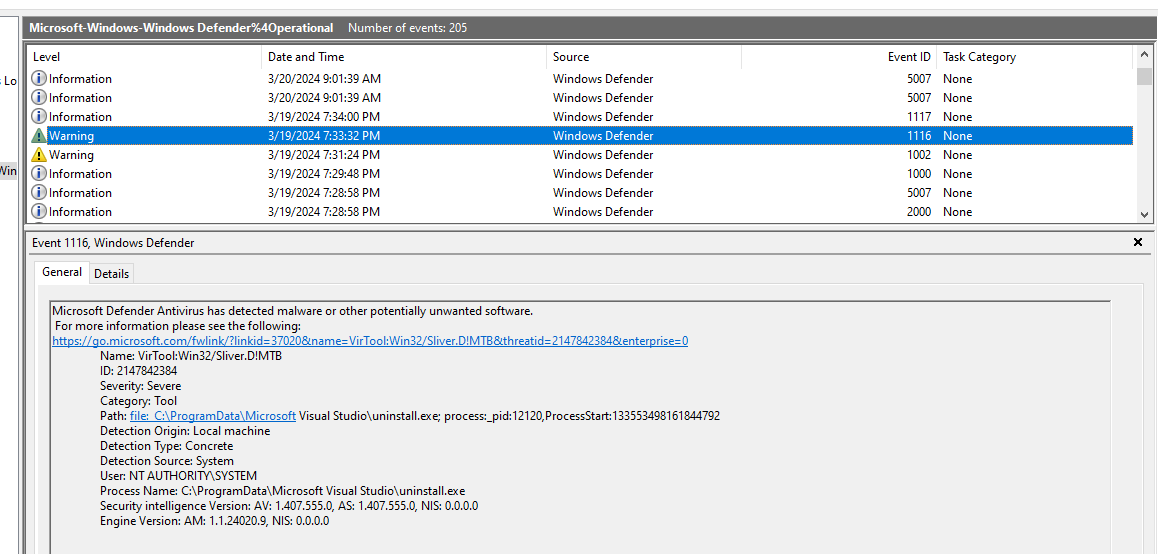 Microsoft-Windows-Windows Defender%4Operational Number of events: 205
Level Date and Time Source Event ID Task Category
Information 3/20/2024 9:01:39 AM Windows Defender 5007 None
Lo
Information 3/20/2024 9:01:39 AM Windows Defender 5007 None
Information 3/19/2024 7:34:00 PM Windows Defender 1117 None
Warning 3/19/2024 7:33:32 PM Windows Defender 1116 None
Warning 3/19/2024 7:31:24 PM Windows Defender 1002 None
Win
Information 3/19/2024 7:29:48 PM Windows Defender 1000 None
Information 3/19/2024 7:28:58 PM Windows Defender 5007 None
Information 3/19/2024 7:28:58 PM Windows Defender 2000 None
Event 1116, Windows Defender
General Details
Microsoft Defender Antivirus has detected malware or other potentially unwanted software.
For more information please see the following:
https://go.microsoft.com/fwlink/?linkid=37020&name=VirTool:Win32/Sliver.D!MTB&threatid=2147842384&enterprise=0
Name: VirTool:Win32/Sliver.D!MTB
ID: 2147842384
Severity: Severe
Category: Tool
Path: file:_C:\ProgramData\Microsoft Visual Studio\uninstall.exe; process:_pid:12120,ProcessStart:133553498161844792
Detection Origin: Local machine
Detection Type: Concrete
Detection Source: System
User: NT AUTHORITY\SYSTEM
Process Name: C:\ProgramData\Microsoft Visual Studio\uninstall.exe
Security intelligence Version: AV: 1.407.555.0, AS: 1.407.555.0, NIS: 0.0.0.0
Engine Version: AM: 1.1.24020.9, NIS: 0.0.0.0